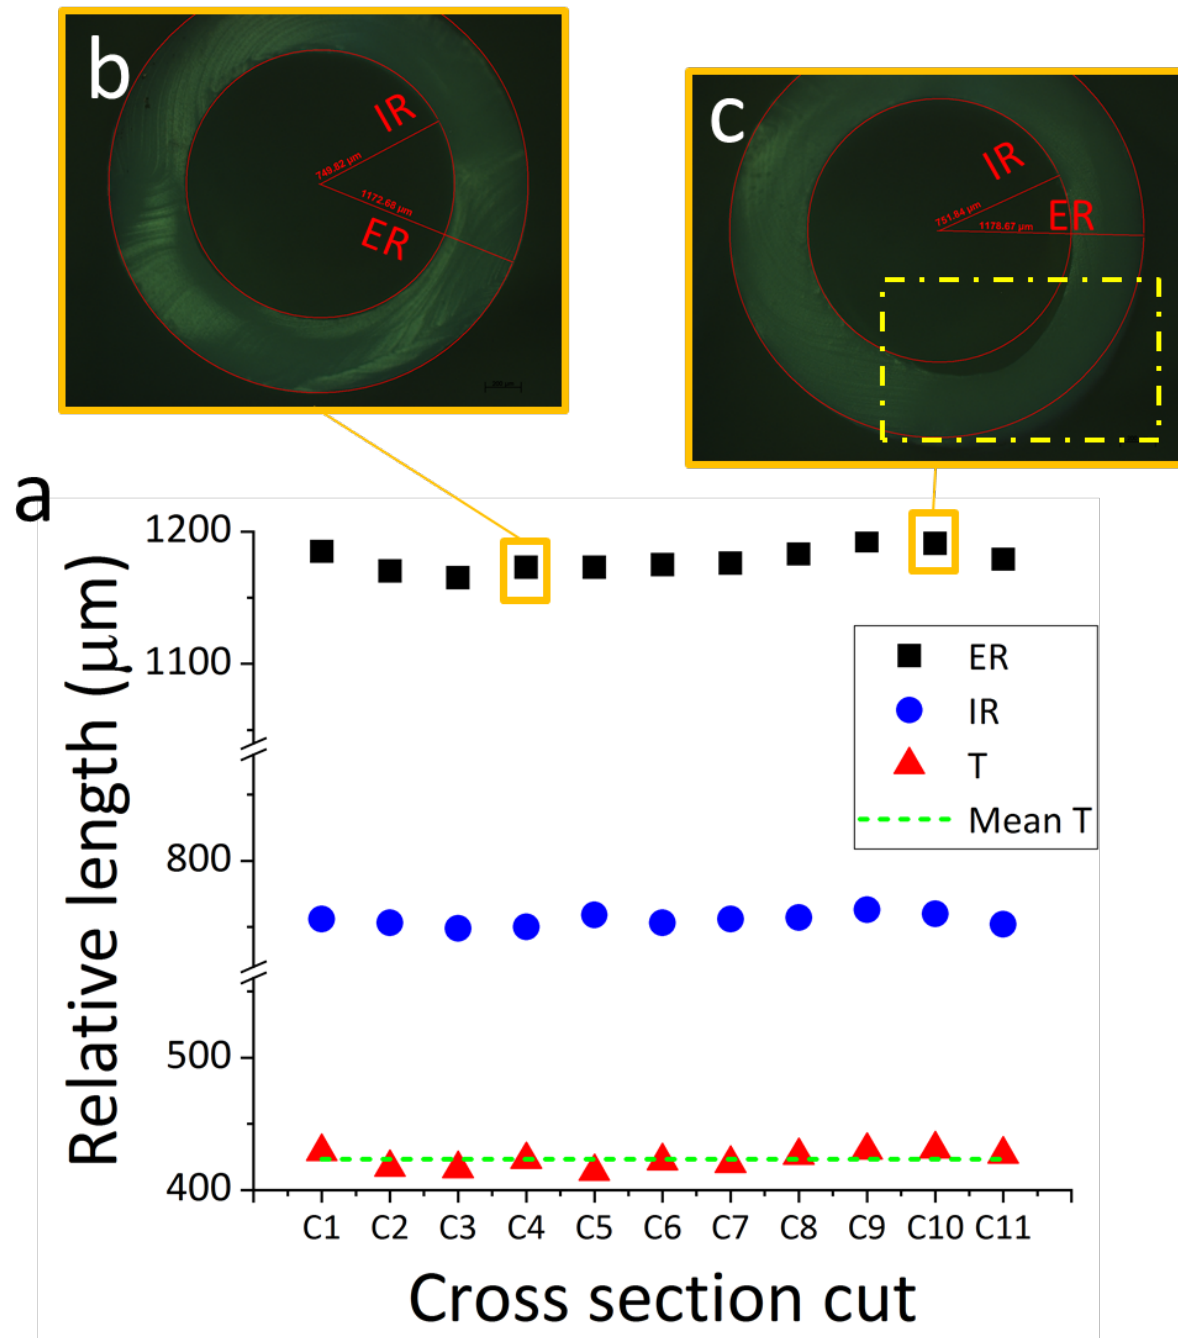 b
IR
749.82 µm
1172.68 µm
ER
c
IR
751.64 µm
ER
1178.67 µm
a
Relative length (µm)
1200
1100
800
500
400
ER
IR
T
Mean T
C1 C2 C3 C4 C5 C6 C7 C8 C9 C10 C11
Cross section cut